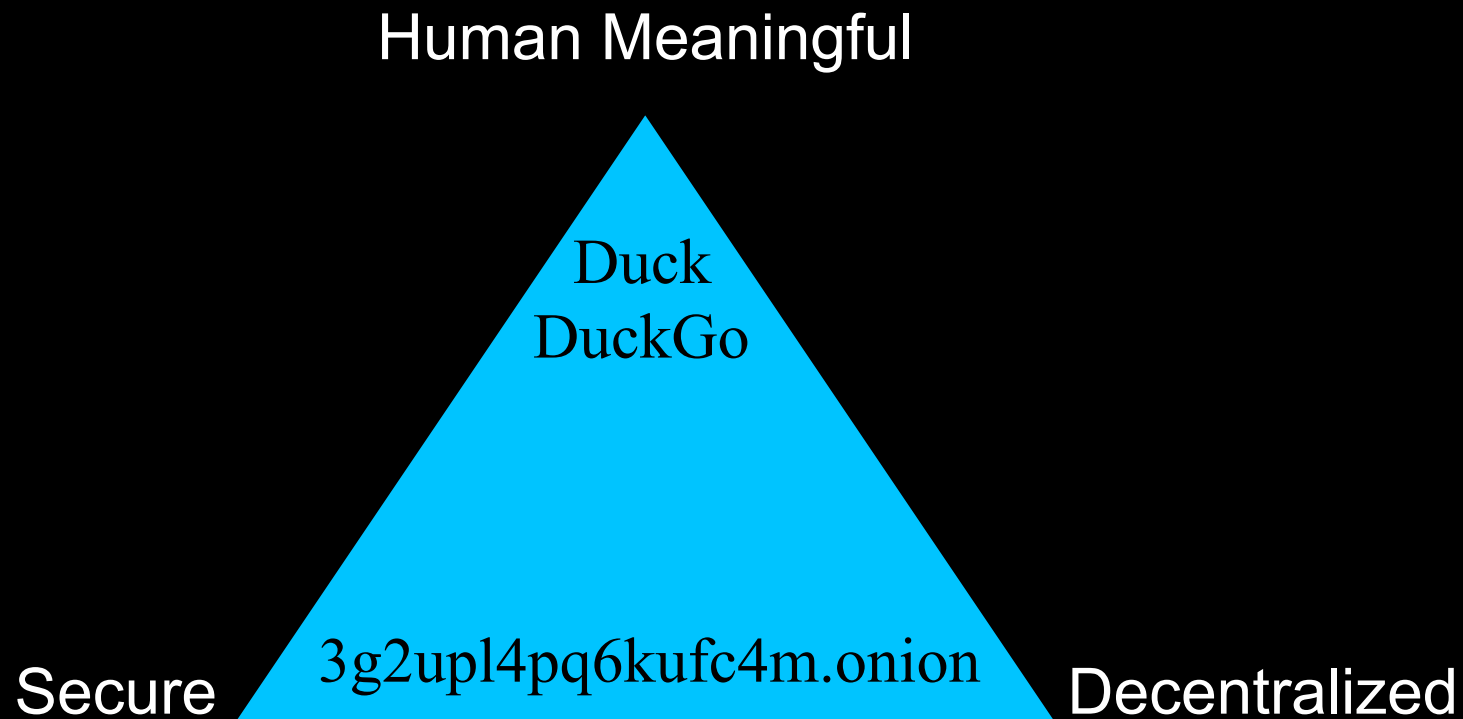 Human Meaningful
Duck
DuckGo
3g2upl4pq6kufc4m.onion
Secure
Decentralized